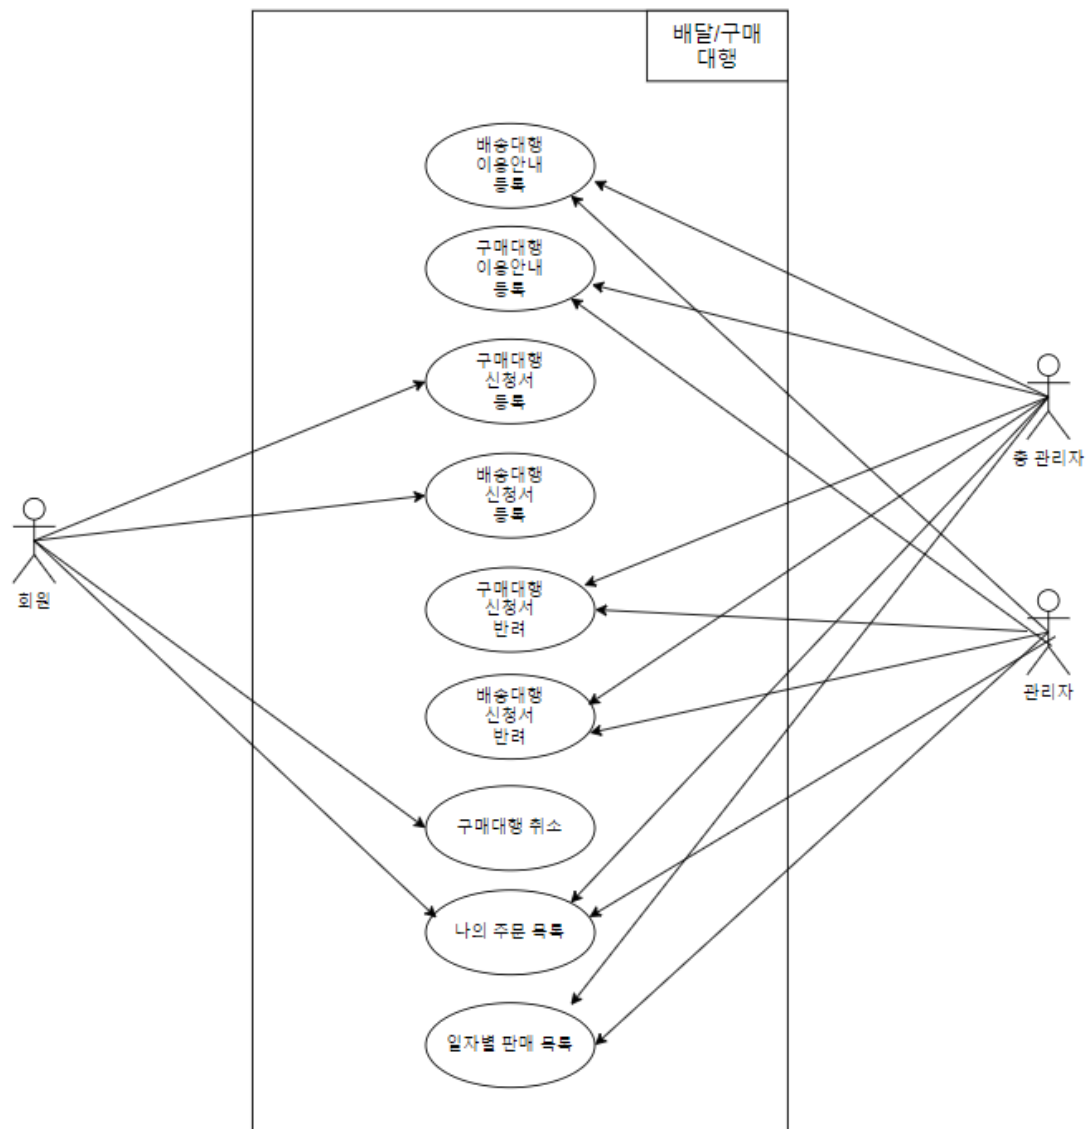 배달/구매
대행
배송대행
이용안내
등록
구매대행
이용안내
등록
구매대행
신청서
등록
배송대행
신청서
등록
구매대행
신청서
반려
배송대행
신청서
반려
구매대행 취소
나의 주문 목록
일자별 판매 목록
회원
총 관리자
관리자